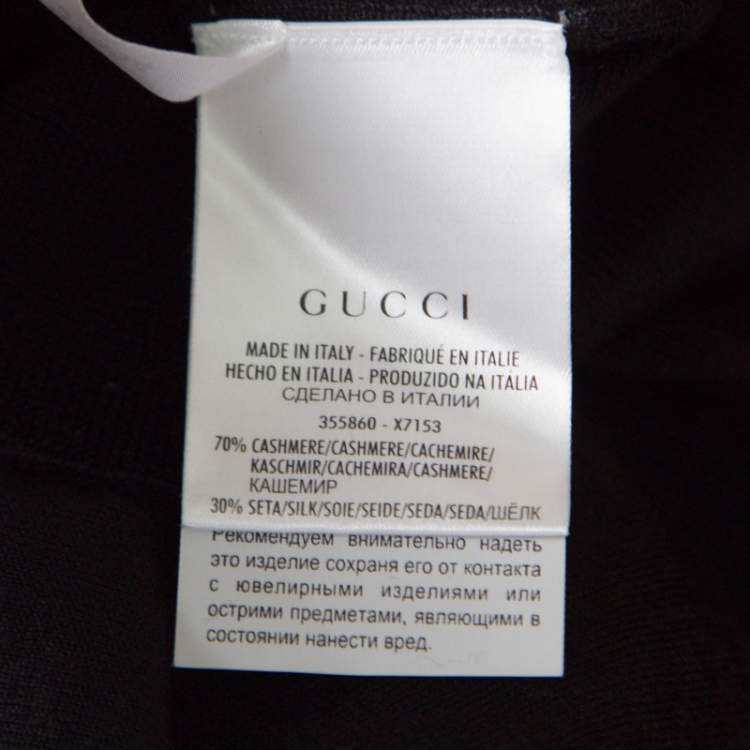 GUCCI
MADE IN ITALY - FABRIQUÉ EN ITALIE
HECHO EN ITALIA - PRODUZIDO NA ITÁLIA
СДЕЛАНО В ИТАЛИИ
355860 - X7153
70% CASHMERE/CASHMERE/CACHEMIRE/
KASCHMIR/CACHEMIRA/CASHMERE/
КАШЕМИР
30% SETA/SILK/SOIE/SEIDE/SEDA/SEDA/ШЁЛК
Рекомендуем внимательно надеть
это изделие сохраня его от контакта
с ювелирными изделиями или
острими предметами, являющими в
состоянии нанести вред.